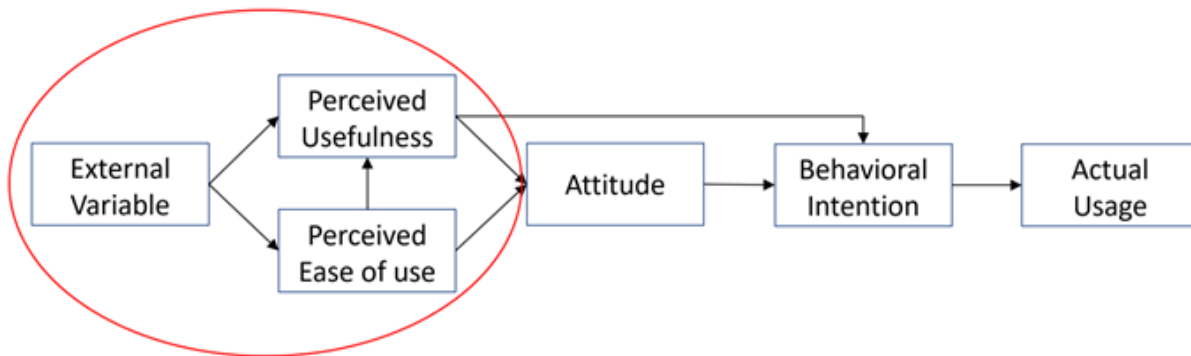 External
Variable
Perceived
Usefulness
Perceived
Ease of use
Attitude
Behavioral
Intention
Actual
Usage